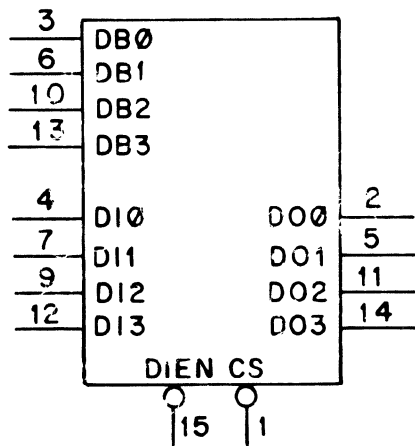 3 DBØ
6 DB1
10 DB2
13 DB3
4 DIØ DOØ 2
7 DI1 DO1 5
9 DI2 DO2 11
12 DI3 DO3 14
DIEN CS
15 1